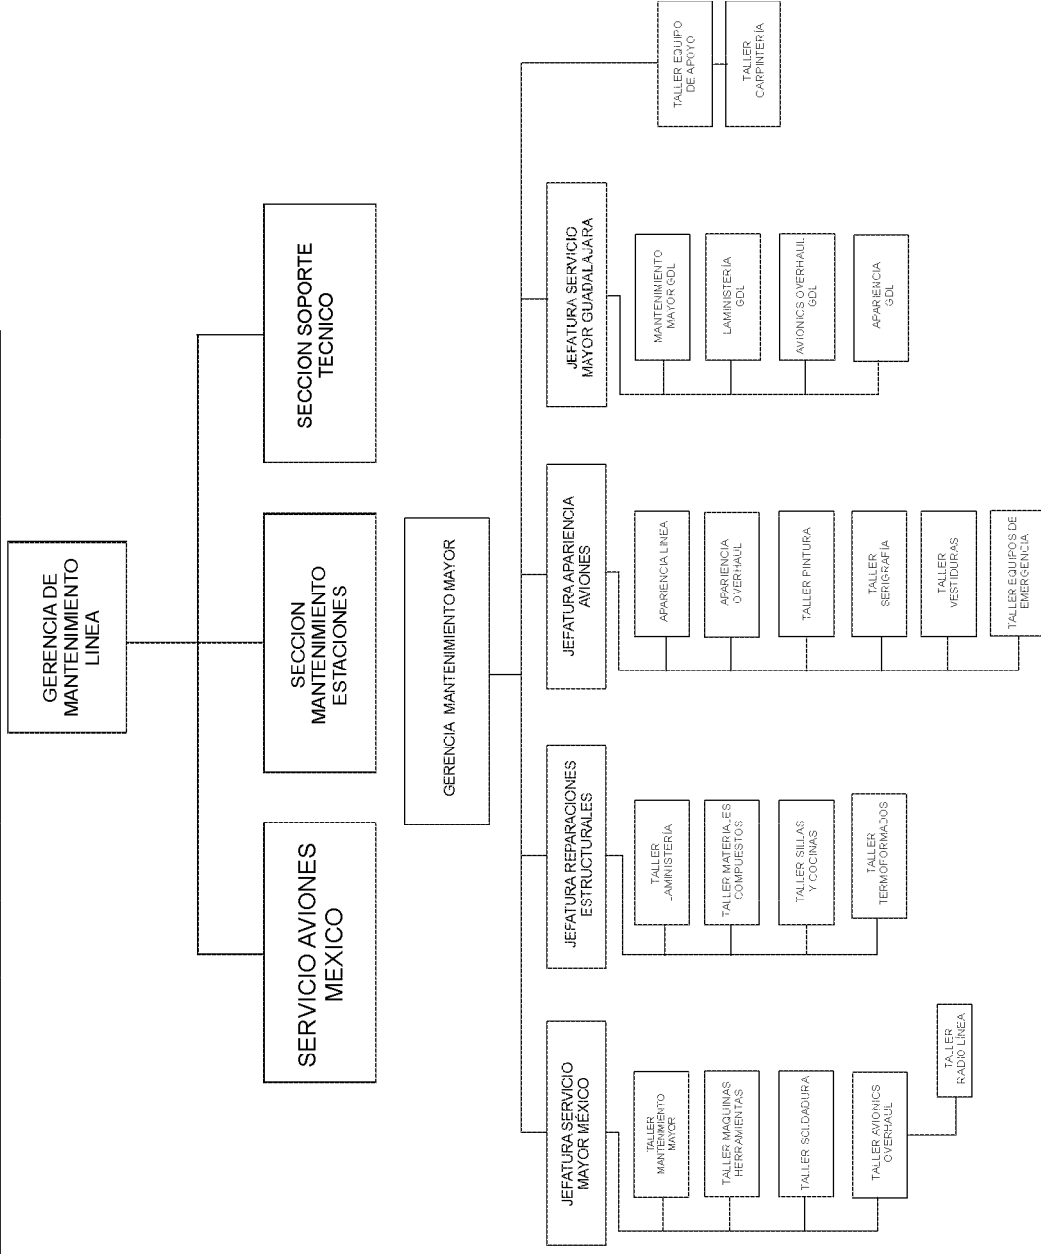 GERENCIA DE
MANTENIMIENTO
LINEA
SERVICIO AVIONES
MEXICO
SECCION
MANTENIMIENTO
ESTACIONES
SECCION SOPORTE
TECNICO
GERENCIA MANTENIMIENTO MAYOR
JEFATURA SERVICIO
MAYOR MÉXICO
TALLER
MANTENIMIENTO
MAYOR
TALLER MAQUINAS
HERRAMIENTAS
TALLER SOLDADURA
TALLER AVIONICS
OVERHAUL
TALLER
RADIO LÍNEA
JEFATURA REPARACIONES
ESTRUCTURALES
TALLER
LAMINISTERÍA
TALLER MATERIALES
COMPUESTOS
TALLER SILLAS
Y COCINAS
TALLER
TERMOFORMADOS
JEFATURA APARIENCIA
AVIONES
APARIENCIA LINEA
APARIENCIA
OVERHAUL
TALLER PINTURA
TALLER
SERIGRAFÍA
TALLER
VESTIDURAS
TALLER EQUIPOS DE
EMERGENCIA
JEFATURA SERVICIO
MAYOR GUADALAJARA
MANTENIMIENTO
MAYOR GDL
LAMINISTERÍA
GDL
AVIONICS OVERHAUL
GDL
APARIENCIA
GDL
TALLER EQUIPO
DE APOYO
TALLER
CARPINTERÍA